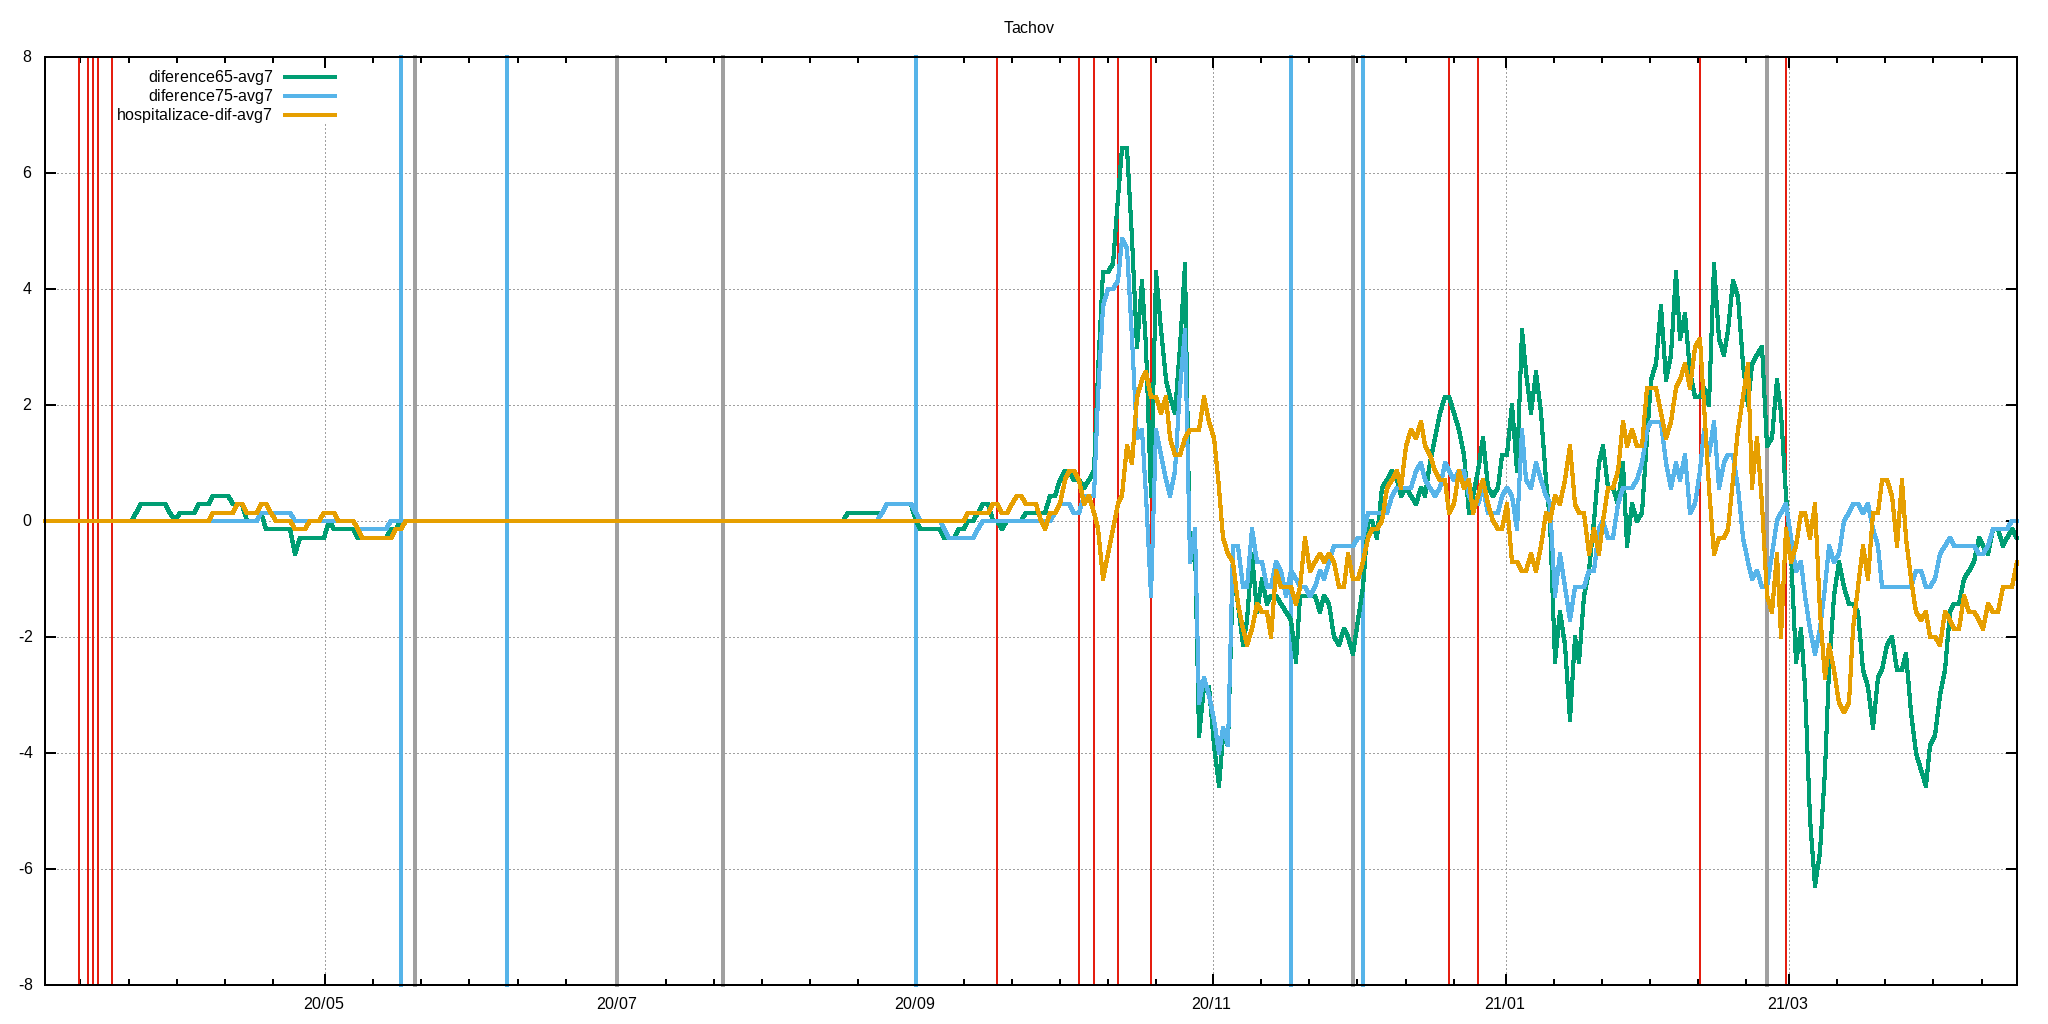 Tachov
8
diference65-avg7
diference75-avg7
hospitalizace-dif-avg7
6
4
2
0
-2
-4
-6
-8
20/05 20/07 20/09 20/11 21/01 21/03